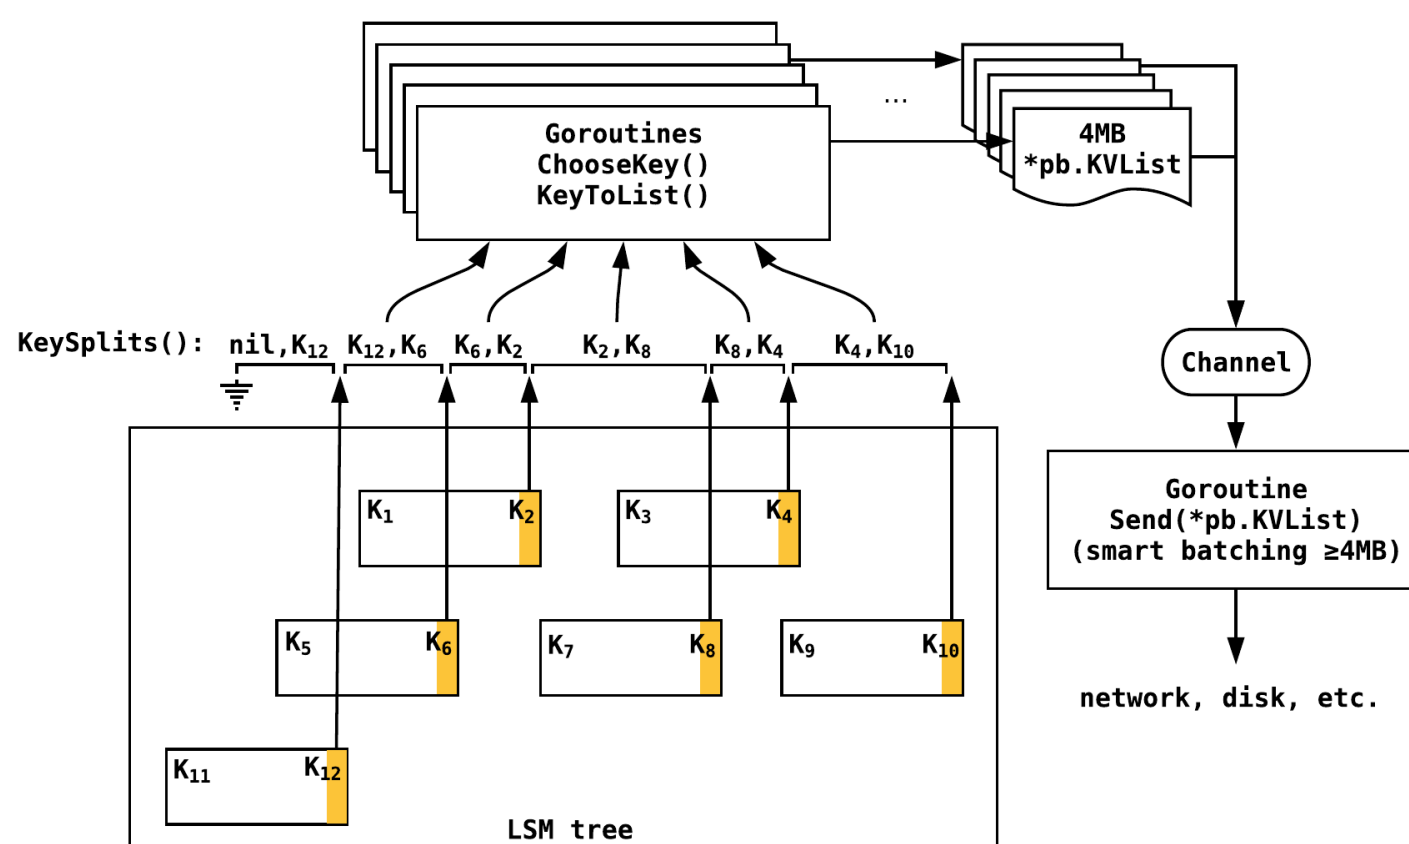 Goroutines
ChooseKey()
KeyToList()
...
4MB
*pb.KVList
KeySplits(): nil,K₁₂ K₁₂,K₆ K₆,K₂ K₂,K₈ K₈,K₄ K₄,K₁₀
Channel
Goroutine
Send(*pb.KVList)
(smart batching ≥4MB)
network, disk, etc.
K₁ K₂ K₃ K₄
K₅ K₆ K₇ K₈ K₉ K₁₀
K₁₁ K₁₂
LSM tree